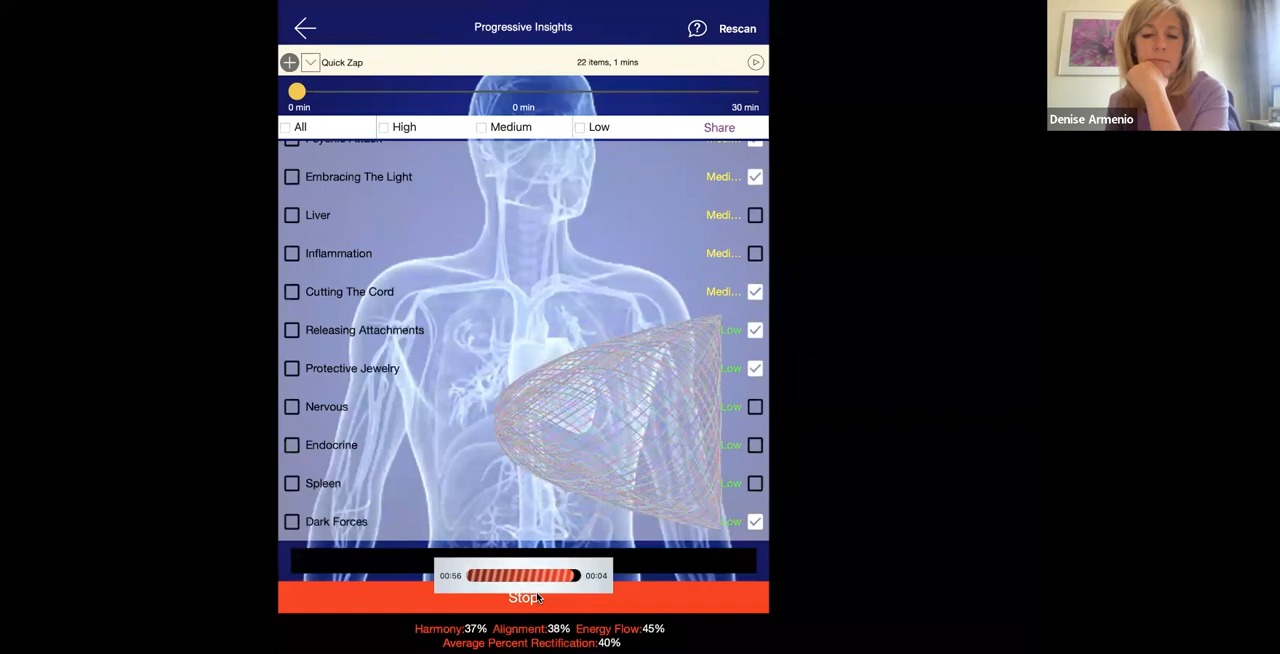 Progressive Insights
Rescan
Quick Zap 22 items, 1 mins
0 min 0 min 30 min
All High Medium Low Share
Embracing The Light Medi...
Liver Medi...
Inflammation Medi...
Cutting The Cord Medi...
Releasing Attachments Low
Protective Jewelry Low
Nervous Low
Endocrine Low
Spleen Low
Dark Forces Low
00:56 00:04
Stop
Harmony:37% Alignment:38% Energy Flow:45%
Average Percent Rectification:40%
Denise Armenio